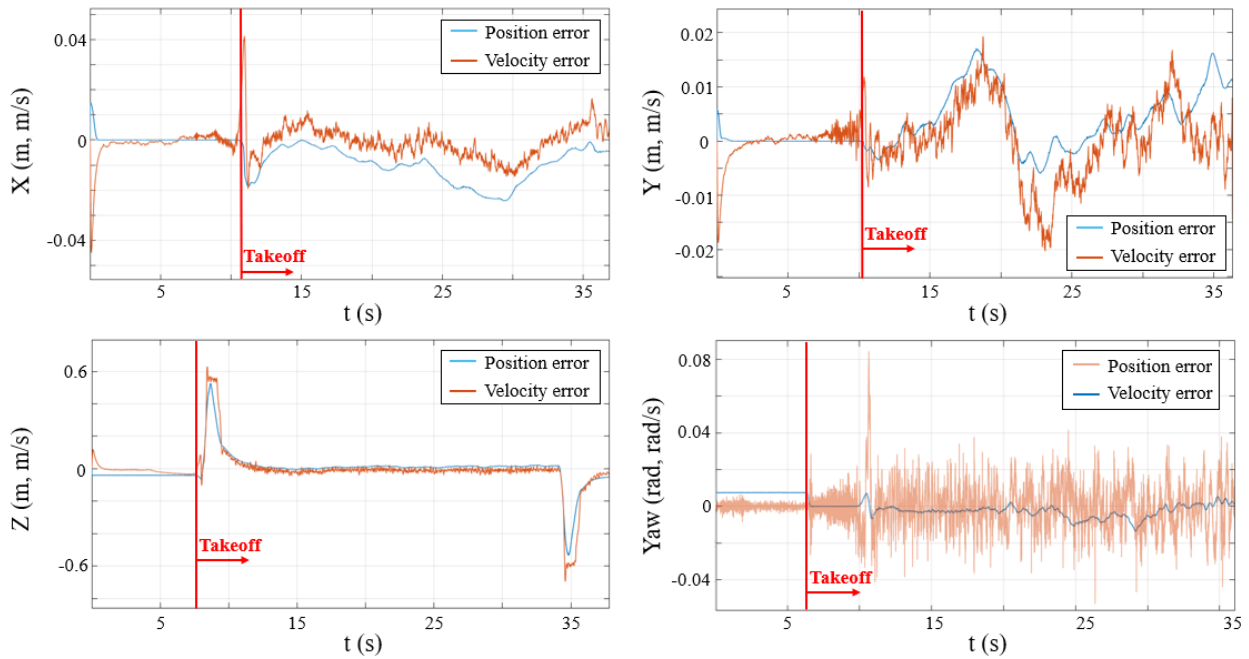 0.04
0
-0.04
X (m, m/s)
Position error
Velocity error
Takeoff
5
15
25
35
t (s)
0.02
0.01
0
-0.01
-0.02
Y (m, m/s)
Position error
Velocity error
Takeoff
5
15
25
35
t (s)
0.6
0
-0.6
Z (m, m/s)
Position error
Velocity error
Takeoff
5
15
25
35
t (s)
0.08
0.04
0
-0.04
Yaw (rad, rad/s)
Position error
Velocity error
Takeoff
5
15
25
35
t (s)